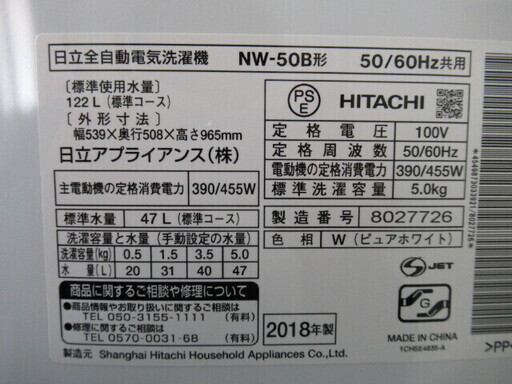 日立全自動電気洗濯機 NW-50B形 50/60Hz共用
[標準使用水量]
122L(標準コース)
[外形寸法]
幅539×奥行508×高さ965mm
日立アプライアンス(株)
主電動機の定格消費電力 390/455W
標準水量 47L(標準コース)
洗濯容量と水量(手動設定の水量)
洗濯容量(kg) 0.5 1.5 3.5 5.0
水量(L) 20 31 40 47
商品に関するご相談や修理について
●商品情報やお取り扱いに関するご相談
TEL 050-3155-1111 (有料)
●修理に関するご相談
TEL 0570-0031-68 (有料)
製造元 Shanghai Hitachi Household Appliances Co.,Ltd.
PSE HITACHI
定格電圧 100V
定格周波数 50/60Hz
電動機の定格消費電力 390/455W
標準洗濯容量 5.0kg
製造番号 8027726
色相 W(ピュアホワイト)
2018年製
S JET
G
MADE IN CHINA
*4549873033921/8027726*
>PP<